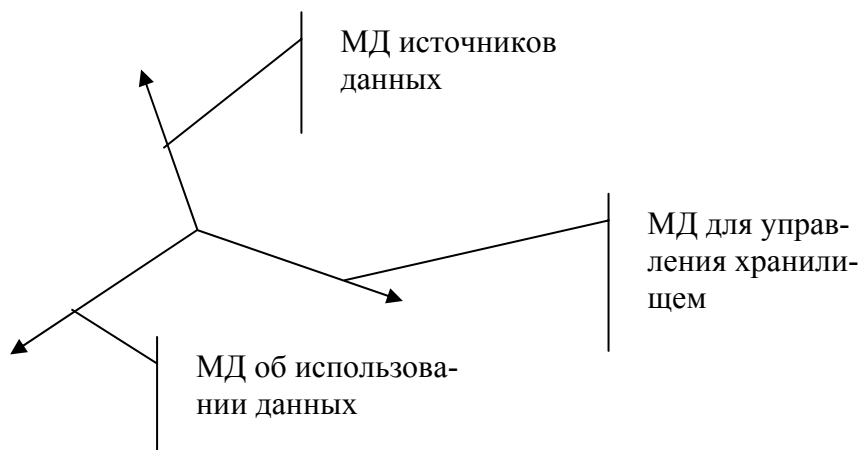 МД источников
данных
МД для управ-
ления хранили-
щем
МД об использова-
нии данных